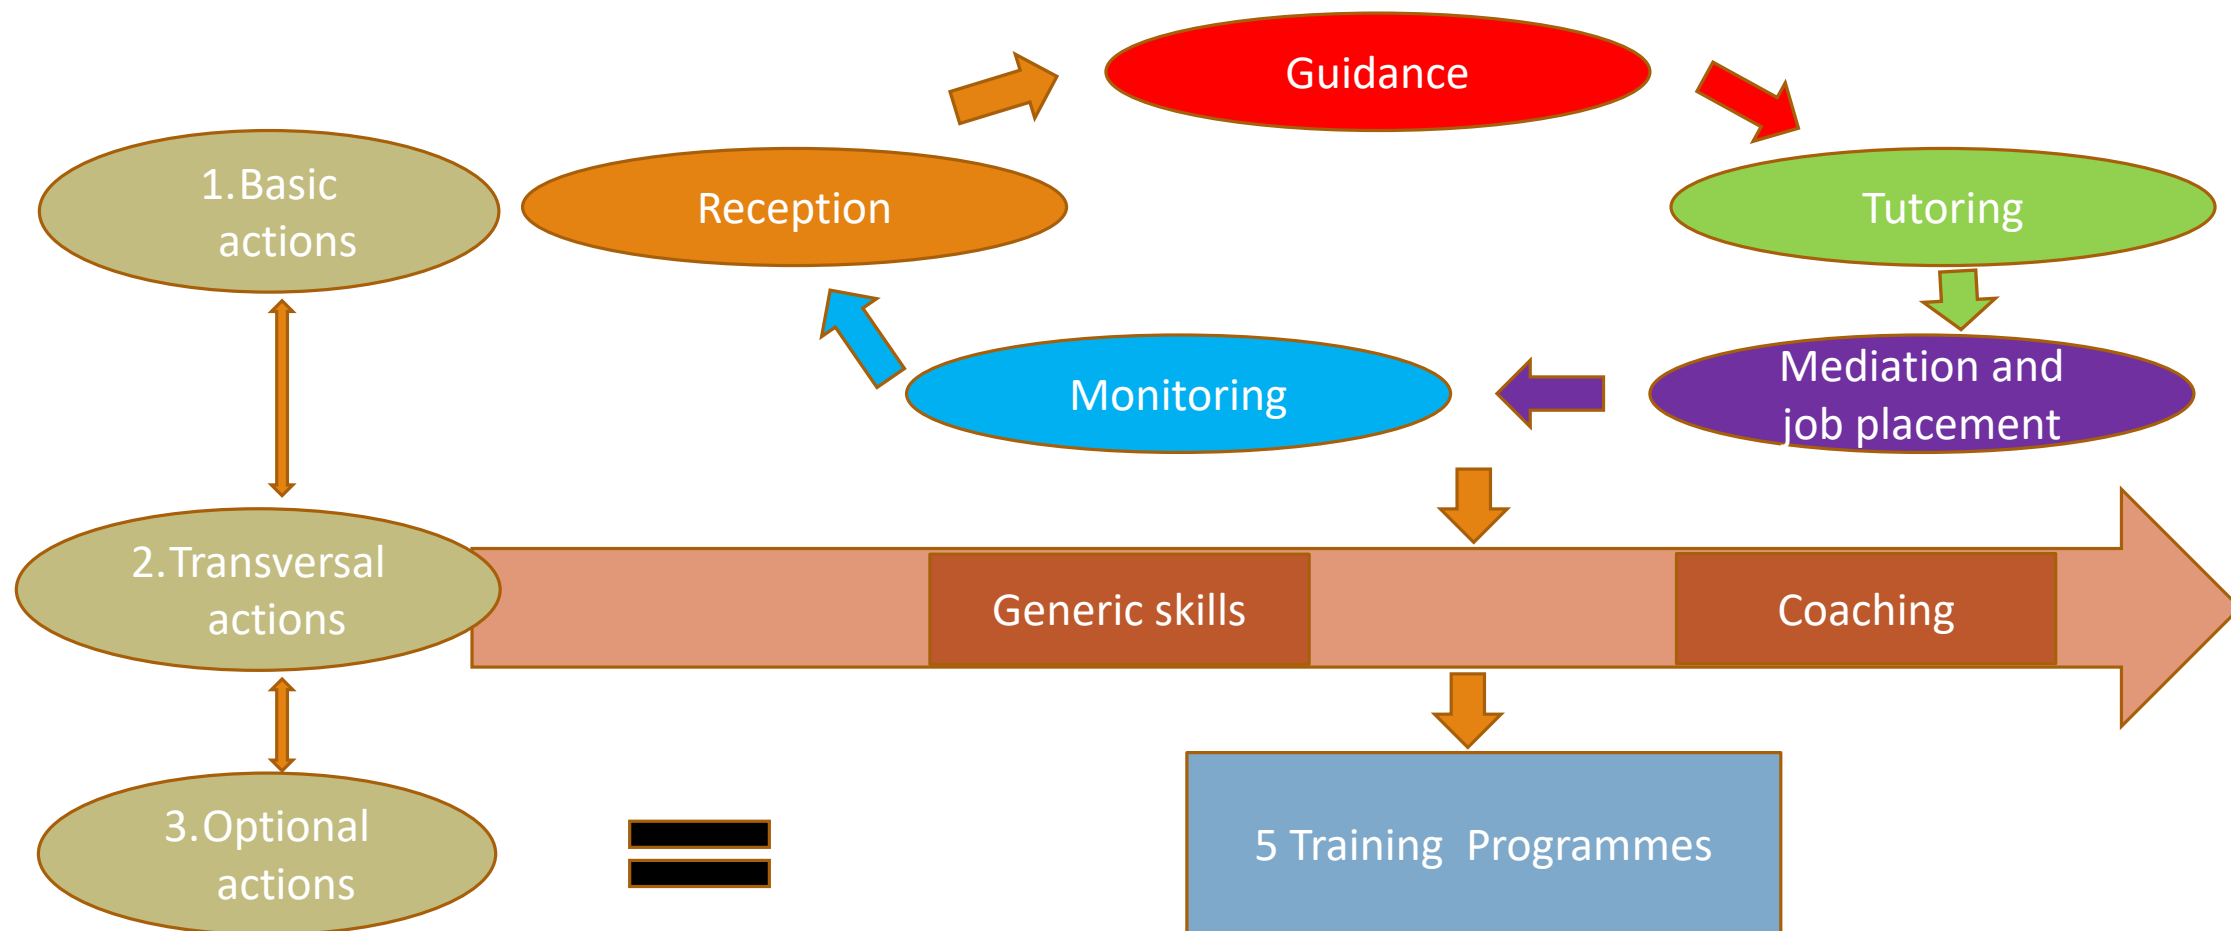 Guidance
1.Basic
actions
Reception
Tutoring
Monitoring
Mediation and
job placement
2.Transversal
actions
Generic skills
Coaching
3.Optional
actions
5 Training  Programmes